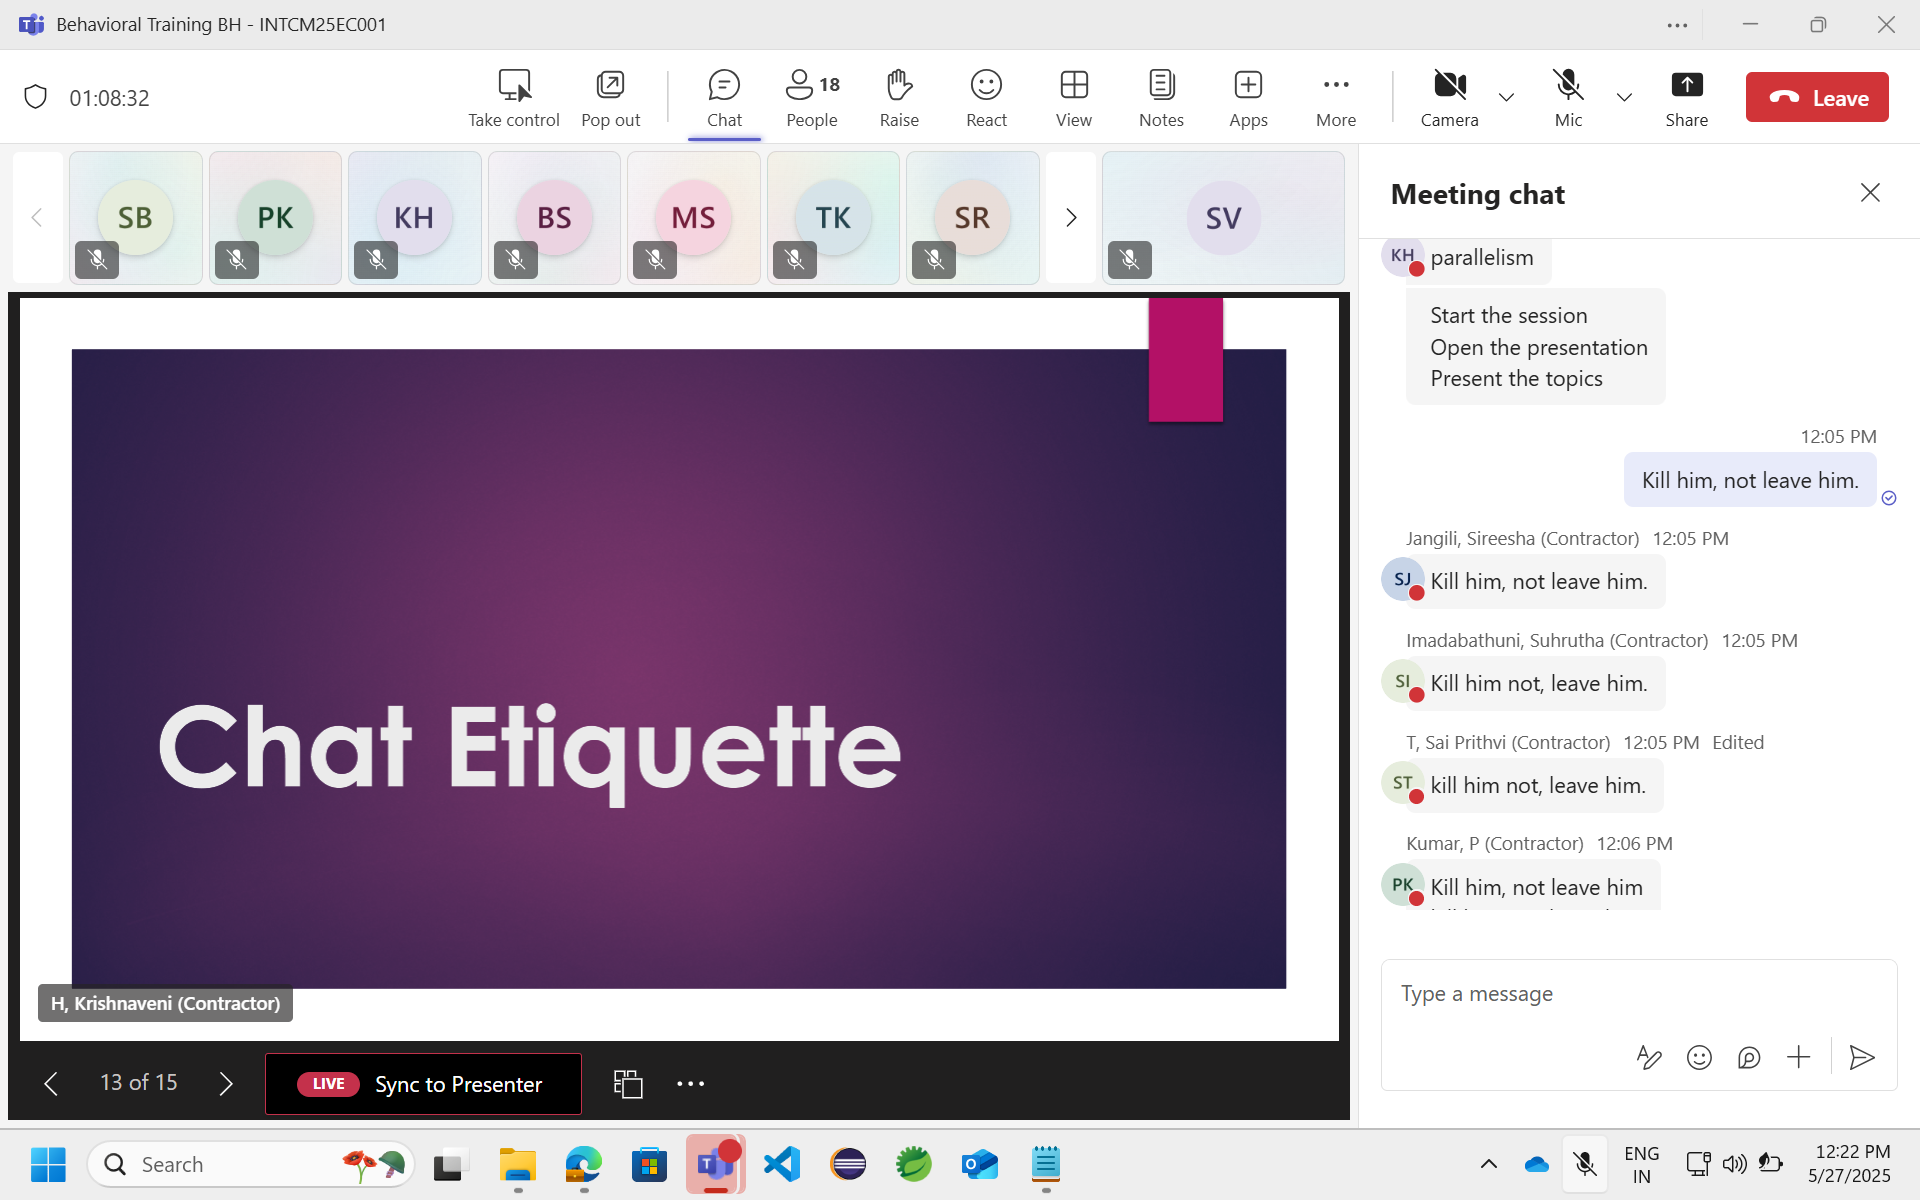 Behavioral Training BH - INTCM25EC001
01:08:32
Take control
Pop out
Chat
18
People
Raise
React
View
Notes
Apps
More
Camera
Mic
Share
Leave
SB
PK
KH
BS
MS
TK
SR
SV
Chat Etiquette
H, Krishnaveni (Contractor)
13 of 15
LIVE
Sync to Presenter
Meeting chat
KH
parallelism
Start the session
Open the presentation
Present the topics
12:05 PM
Kill him, not leave him.
Jangili, Sireesha (Contractor) 12:05 PM
SJ
Kill him, not leave him.
Imadabathuni, Suhrutha (Contractor) 12:05 PM
SI
Kill him not, leave him.
T, Sai Prithvi (Contractor) 12:05 PM Edited
ST
kill him not, leave him.
Kumar, P (Contractor) 12:06 PM
PK
Kill him, not leave him
Type a message
Search
ENG
IN
12:22 PM
5/27/2025